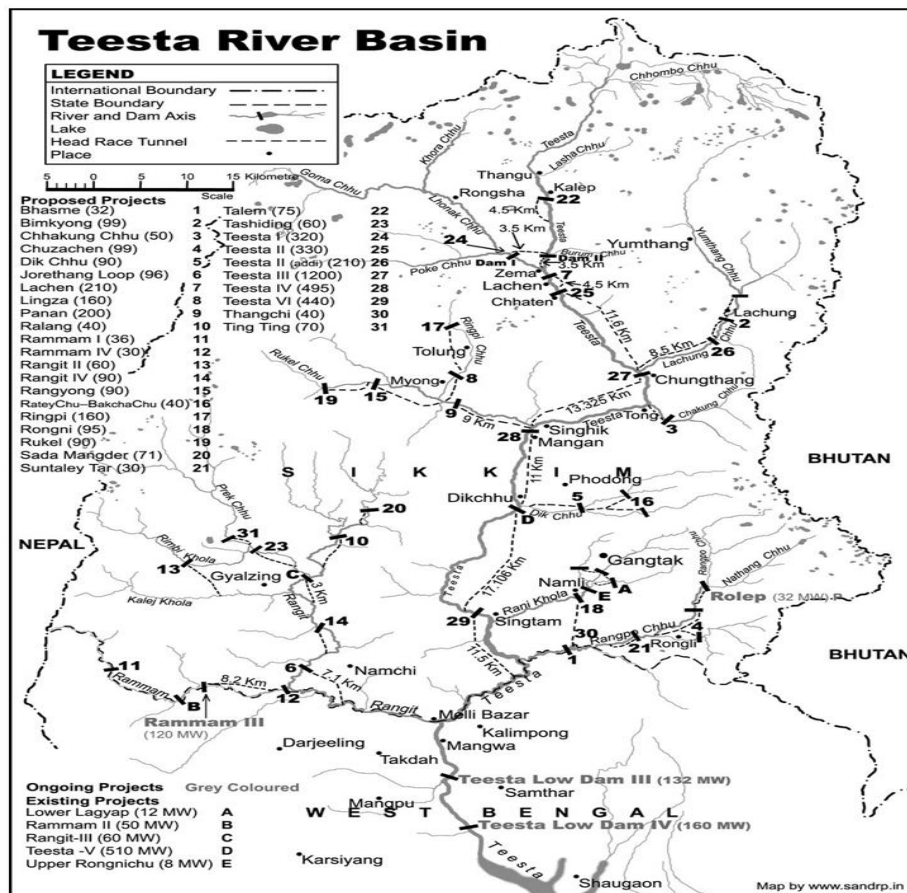 Teesta River Basin
LEGEND
International Boundary
State Boundary
River and Dam Axis
Lake
Head Race Tunnel
Place
5 0 5 10 15 Kilometre
Scale
Proposed Projects
Bhasme (32) 1
Bimkyong (99) 2
Chhakung Chhu (50) 3
Chuzachen (99) 4
Dik Chhu (90) 5
Jorethang Loop (96) 6
Lachen (210) 7
Lingza (160) 8
Panan (200) 9
Ralang (40) 10
Rammam I (36) 11
Rammam IV (30) 12
Rangit II (60) 13
Rangit IV (90) 14
Rangyong (90) 15
RateyChu-BakchaChu (40) 16
Ringpi (160) 17
Rongni (95) 18
Rukel (90) 19
Sada Mangder (71) 20
Suntaley Tar (30) 21
Talem (75) 22
Tashiding (60) 23
Teesta I (320) 24
Teesta II (330) 25
Teesta II (addl) (210) 26
Teesta III (1200) 27
Teesta IV (495) 28
Teesta VI (440) 29
Thangchi (40) 30
Ting Ting (70) 31
Chhombo Chhu
Teesta
Lasha Chhu
Khora Chhu
Goma Chhu
Thangu
Kalep
Rongsha
Lhonak Chhu
4.5 Km
22
Teesta
3.5 Km
Yumthang
Yumthang Chhu
24
Burum Chhu
Dam I
Dam II
Poke Chhu
3.5 Km
Zema
7
Lachen
4.5 Km
Chhaten
25
11.6 Km
Teesta
Lachung
2
Chhu
17
Ringpi Chhu
Tolung
8.5 Km
Lachung
26
Rukel Chhu
Myong
8
27
Chungthang
19
15
9
9 Km
13.325 Km
Teesta
Tong
Chakung Chhu
3
28
Singhik
Mangan
SIKKIM
11 Km
Phodong
BHUTAN
Dikchhu
5
16
D
Dik Chhu
20
Prek Chhu
31
23
10
NEPAL
Rimbi Khola
13
Gyalzing
C
3 Km
Rangit
Kalej Khola
Teesta
17.106 Km
Gangtak
Namli
A
E
Rani Khola
18
Rangpo Chhu
Nathang Chhu
Rolep (32 MW)
29
Singtam
30
Rangpo Chhu
4
14
1
21
Rongli
BHUTAN
11.5 Km
11
6
7.1 Km
Namchi
Teesta
Rammam
8.2 Km
12
B
Rangit
Rammam III
(120 MW)
Melli Bazar
Kalimpong
Darjeeling
Mangwa
Takdah
Teesta Low Dam III (132 MW)
Samthar
Mangpu
WEST BENGAL
Teesta Low Dam IV (160 MW)
Karsiyang
Teesta
Shaugaon
Ongoing Projects Grey Coloured
Existing Projects
Lower Lagyap (12 MW) A
Rammam II (50 MW) B
Rangit-III (60 MW) C
Teesta -V (510 MW) D
Upper Rongnichu (8 MW) E
Map by www.sandrp.in